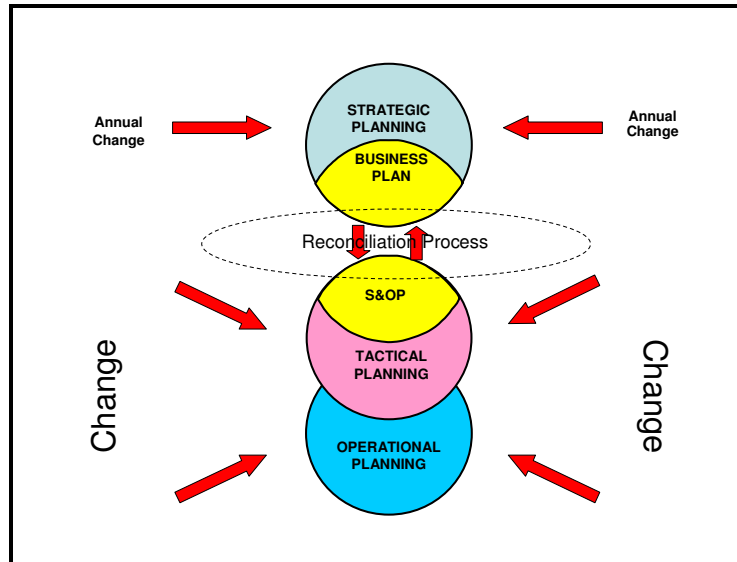 STRATEGIC
PLANNING
Annual
Change
Annual
Change
BUSINESS
PLAN
Reconciliation Process
S&OP
TACTICAL
PLANNING
Change
Change
OPERATIONAL
PLANNING